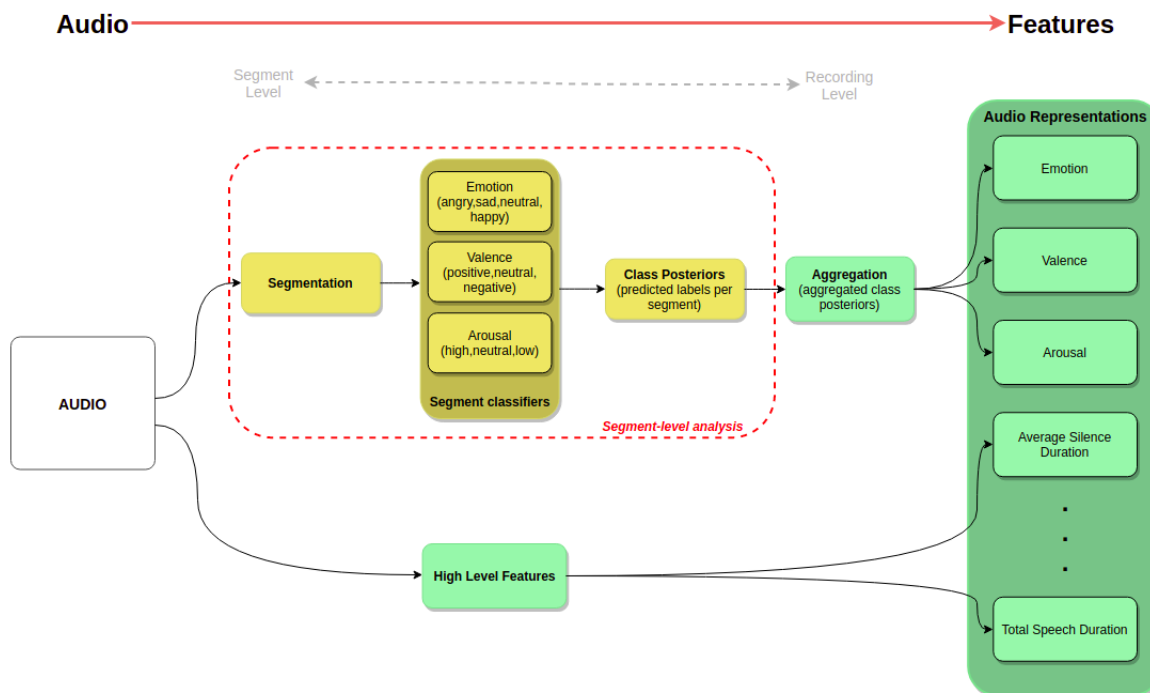 Audio
Features
Segment
Level
Recording
Level
Audio Representations
Emotion
(angry,sad,neutral,
happy)
Valence
(positive,neutral,
negative)
Arousal
(high,neutral,low)
Segment classifiers
Segmentation
Class Posteriors
(predicted labels per
segment)
Aggregation
(aggregated class
posteriors)
Segment-level analysis
AUDIO
High Level Features
Emotion
Valence
Arousal
Average Silence
Duration
.
.
.
Total Speech Duration